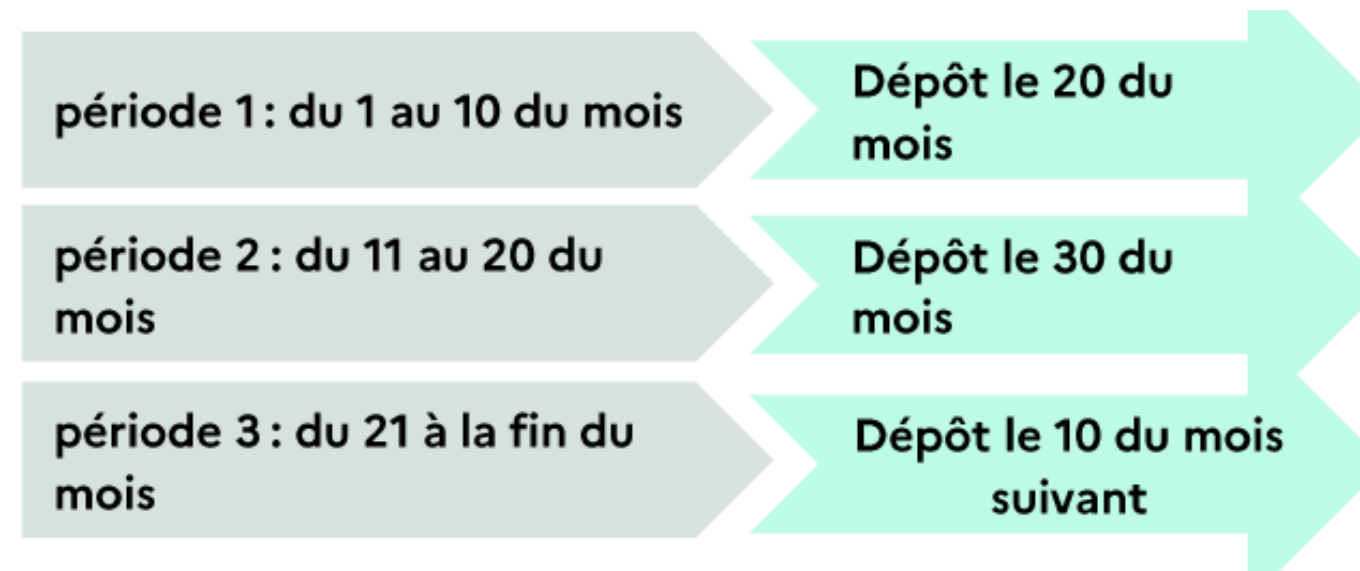 période 1 : du 1 au 10 du mois
Dépôt le 20 du
mois
période 2 : du 11 au 20 du
mois
Dépôt le 30 du
mois
période 3 : du 21 à la fin du
mois
Dépôt le 10 du mois
suivant